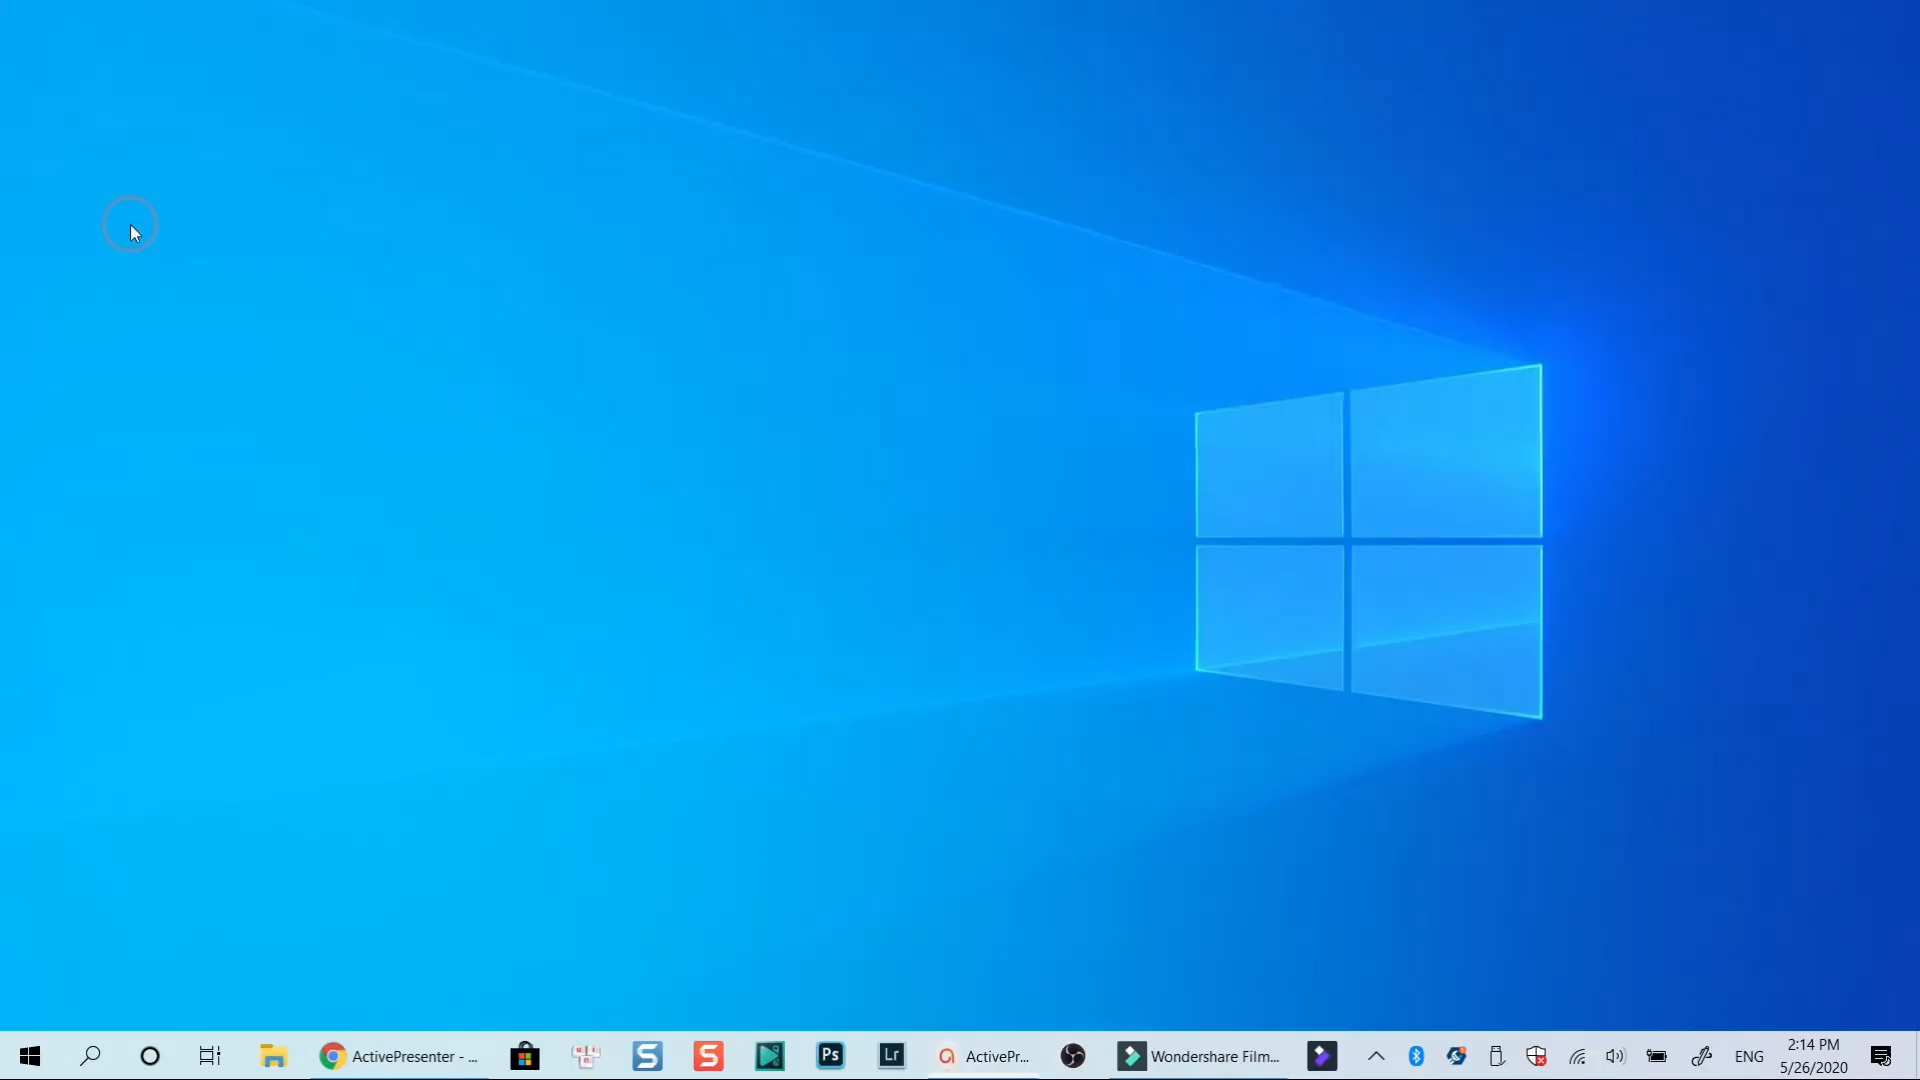 ActivePresenter - ...
S
S
Ps
Lr
ActivePr...
Wondershare Film...
ENG
2:14 PM
5/26/2020